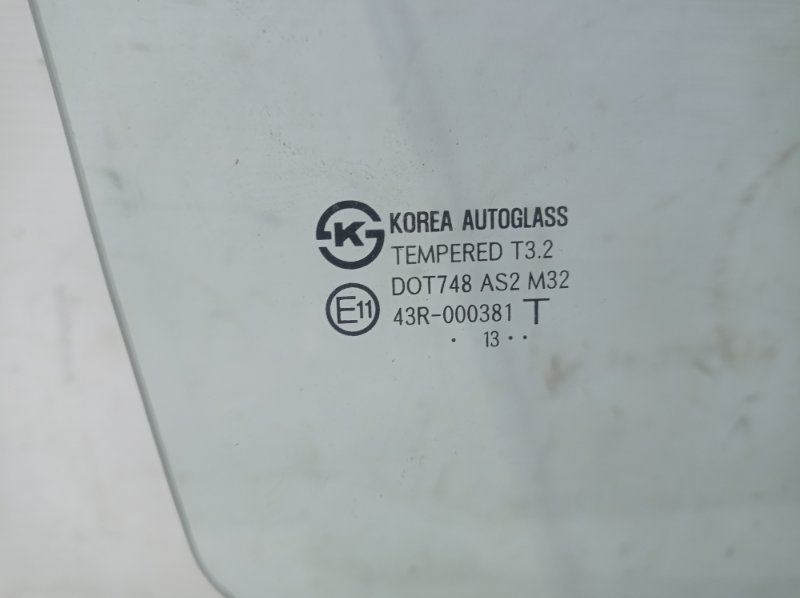 K
KOREA AUTOGLASS
TEMPERED T3.2
DOT748 AS2 M32
E11
43R-000381 T
. 13 ..